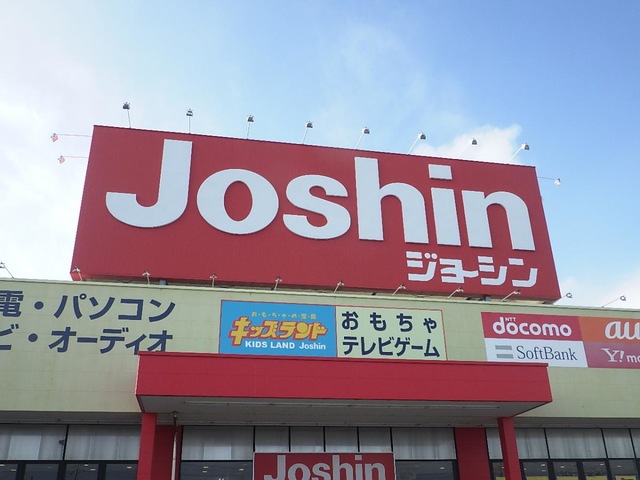 Joshin
ジョーシン
電・パソコン
ビ・オーディオ
お・も・ちゃ・の・王・国
キッズランド
KIDS LAND Joshin
おもちゃ
テレビゲーム
NTT
docomo
SoftBank
au
Y!mo
Joshin